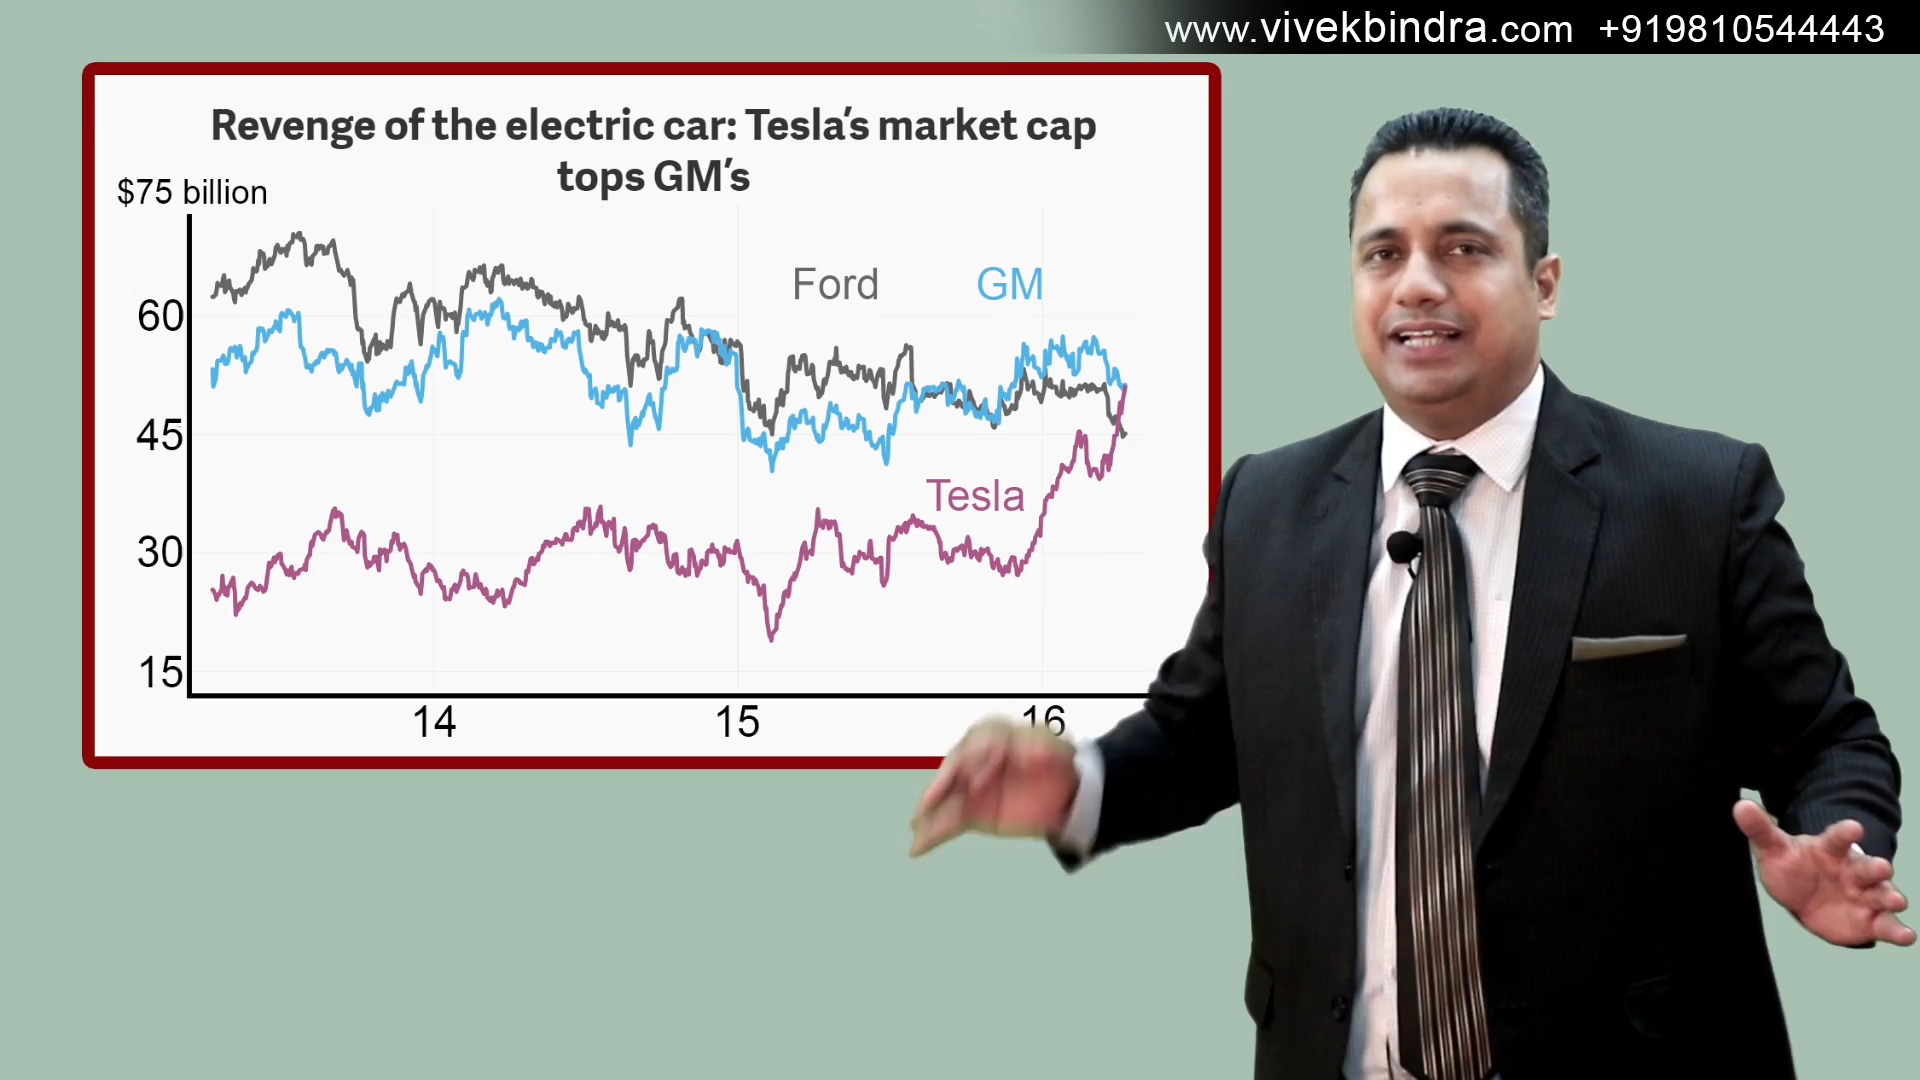 www.vivekbindra.com +919810544443
Revenge of the electric car: Tesla’s market cap
tops GM’s
$75 billion
60
45
30
15
Ford
GM
Tesla
14
15
16